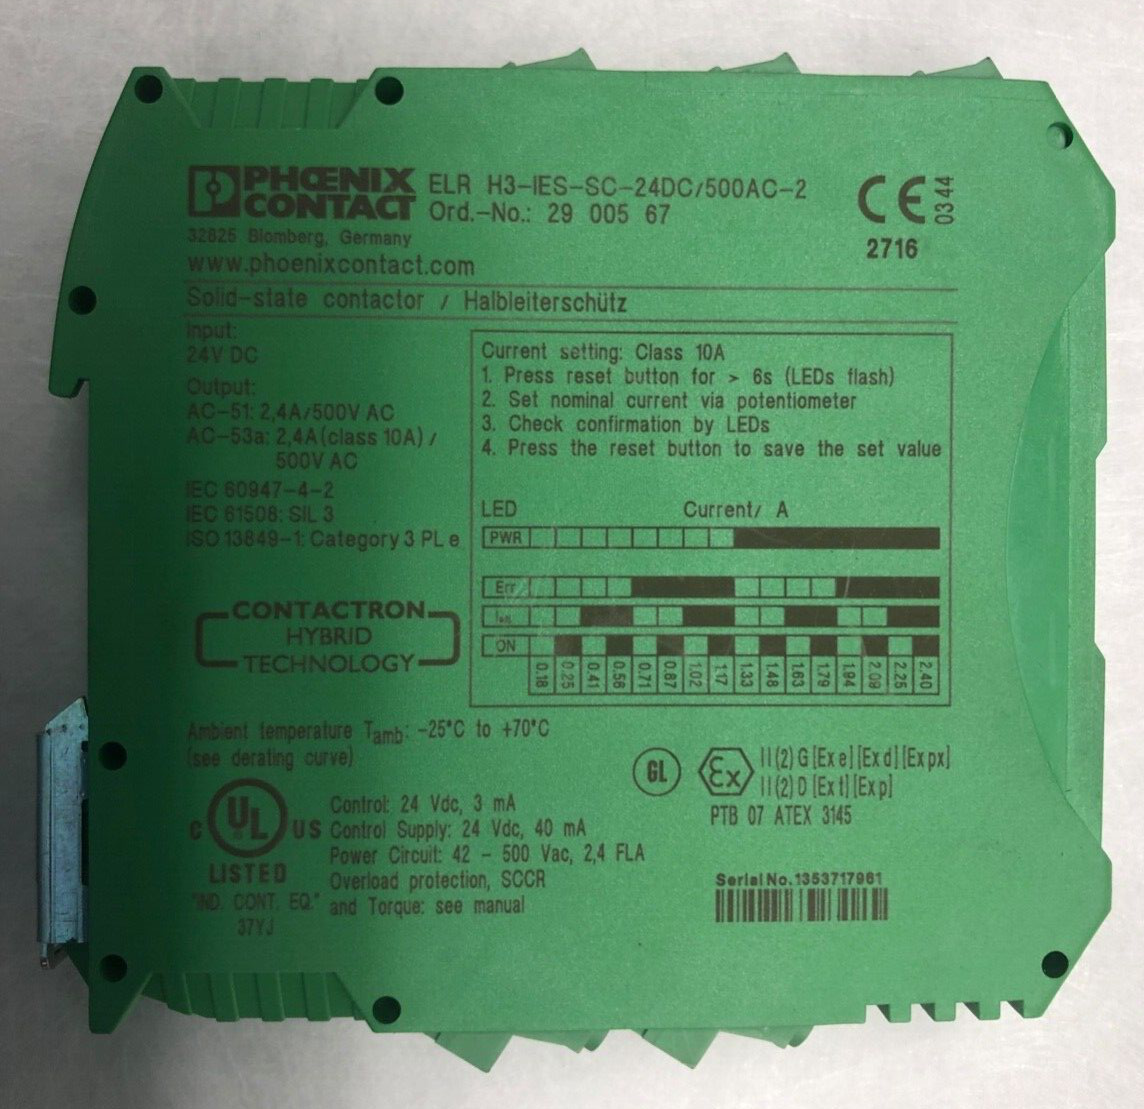 PHŒNIX
CONTACT
ELR H3-IES-SC-24DC/500AC-2
Ord.-No.: 29 005 67
CE 0344
2716
32825 Blomberg, Germany
www.phoenixcontact.com
Solid-state contactor / Halbleiterschütz
Input:
24V DC
Output:
AC-51: 2,4A/500V AC
AC-53a: 2,4A(class 10A) /
500V AC
IEC 60947-4-2
IEC 61508: SIL 3
ISO 13849-1: Category 3 PL e
CONTACTRON
HYBRID
TECHNOLOGY
Current setting: Class 10A
1. Press reset button for > 6s (LEDs flash)
2. Set nominal current via potentiometer
3. Check confirmation by LEDs
4. Press the reset button to save the set value
LED Current/ A
PWR
Err
ON
0.18 0.25 0.41 0.56 0.71 0.87 1.02 1.17 1.33 1.48 1.63 1.79 1.94 2.09 2.25 2.40
Ambient temperature Tamb: -25°C to +70°C
(see derating curve)
C UL US
LISTED
"IND. CONT. EQ."
37YJ
Control: 24 Vdc, 3 mA
Control Supply: 24 Vdc, 40 mA
Power Circuit: 42 - 500 Vac, 2,4 FLA
Overload protection, SCCR
and Torque: see manual
GL
Ex
II (2) G [Ex e] [Ex d] [Ex px]
II (2) D [Ex t] [Ex p]
PTB 07 ATEX 3145
Serial No. 1353717961